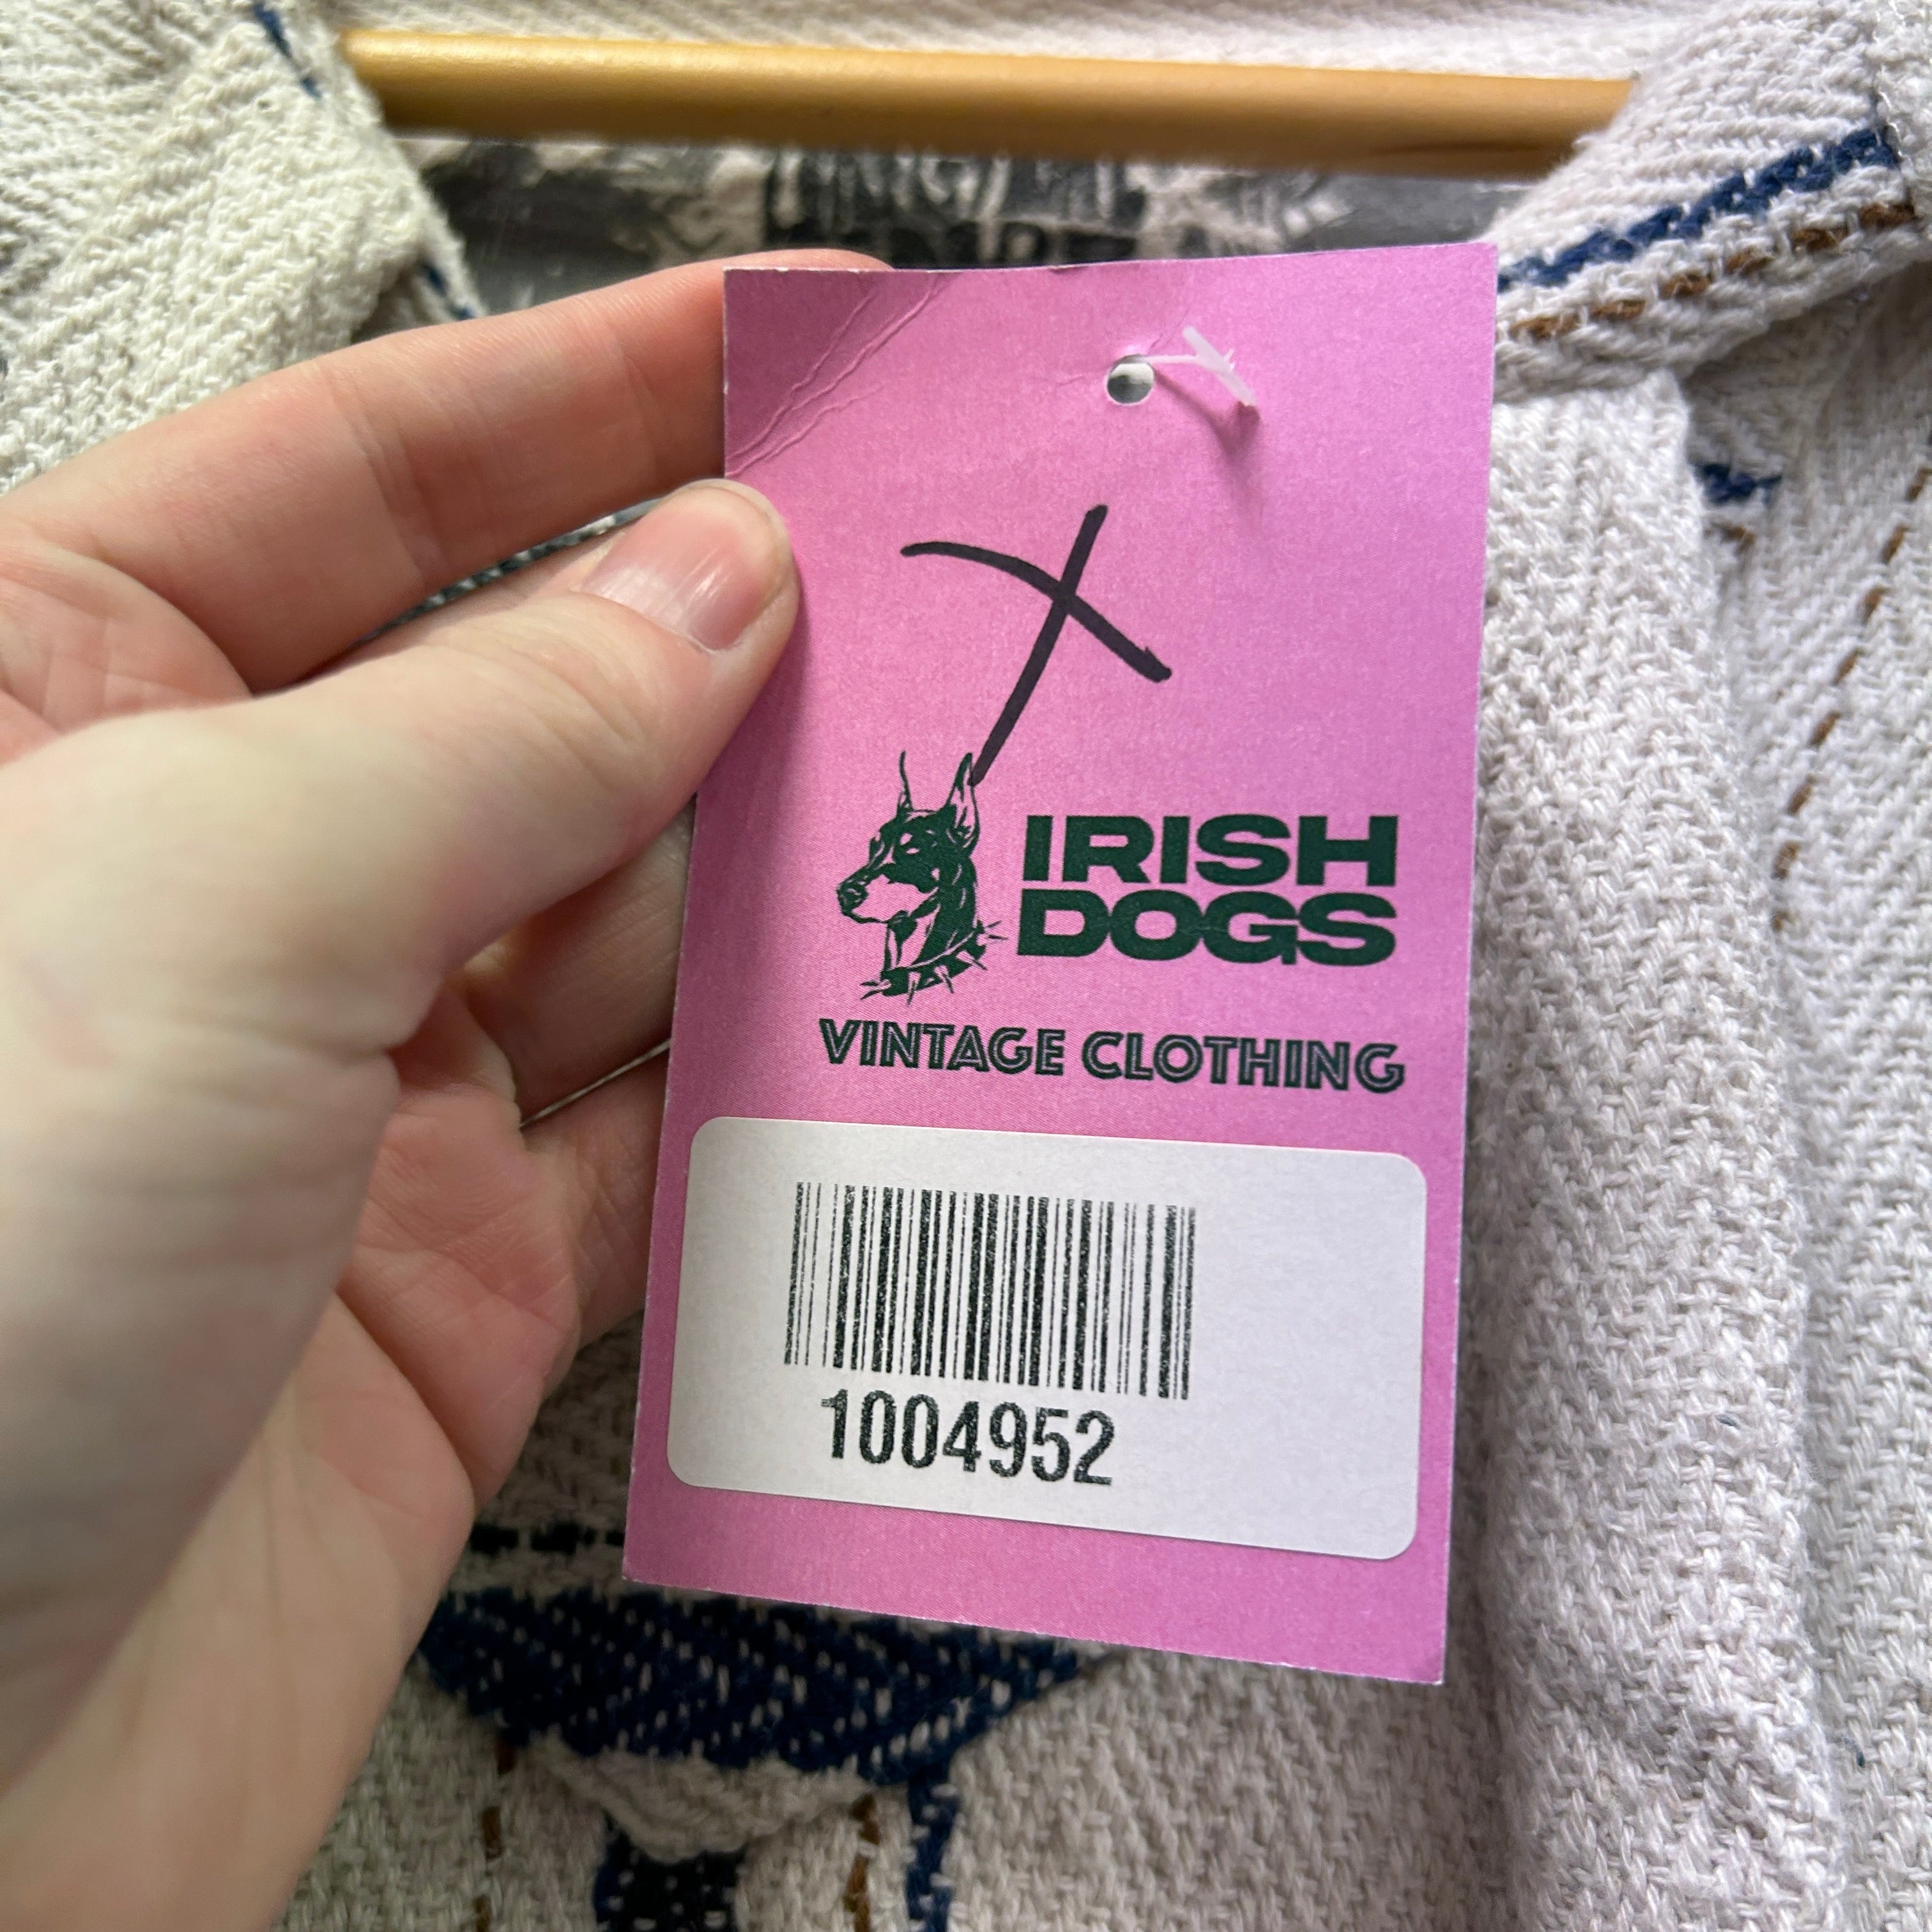 X
IRISH
DOGS
VINTAGE CLOTHING
1004952